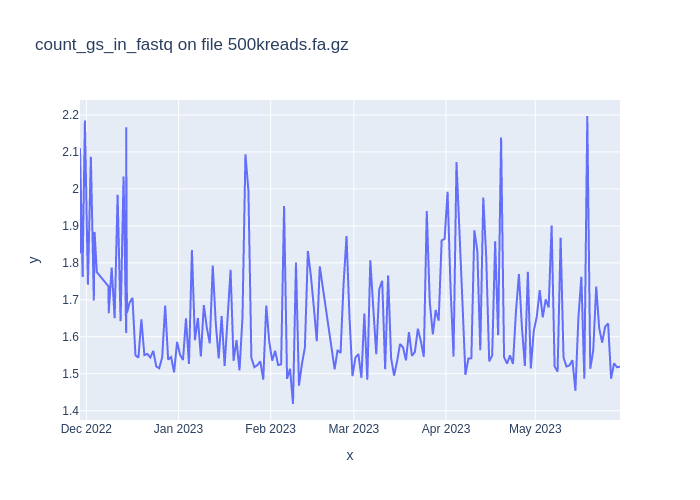 count_gs_in_fastq on file 500kreads.fa.gz
2.2
2.1
2
1.9
1.8
1.7
1.6
1.5
1.4
y
Dec 2022 Jan 2023 Feb 2023 Mar 2023 Apr 2023 May 2023
x